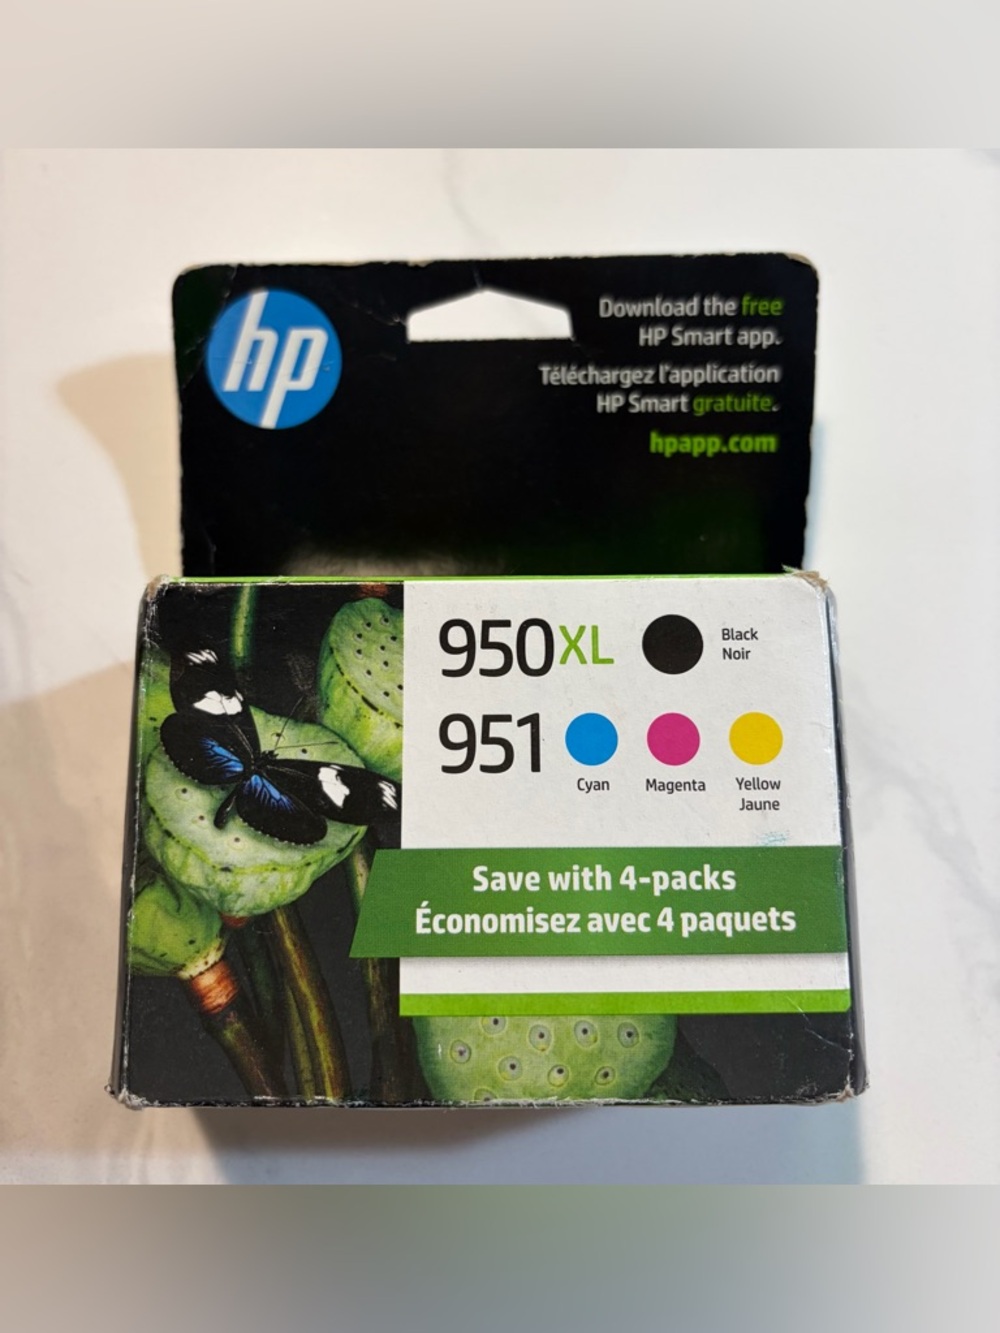 hp
Download the free
HP Smart app.
Téléchargez l'application
HP Smart gratuite.
hpapp.com
950XL
Black
Noir
951
Cyan
Magenta
Yellow
Jaune
Save with 4-packs
Économisez avec 4 paquets